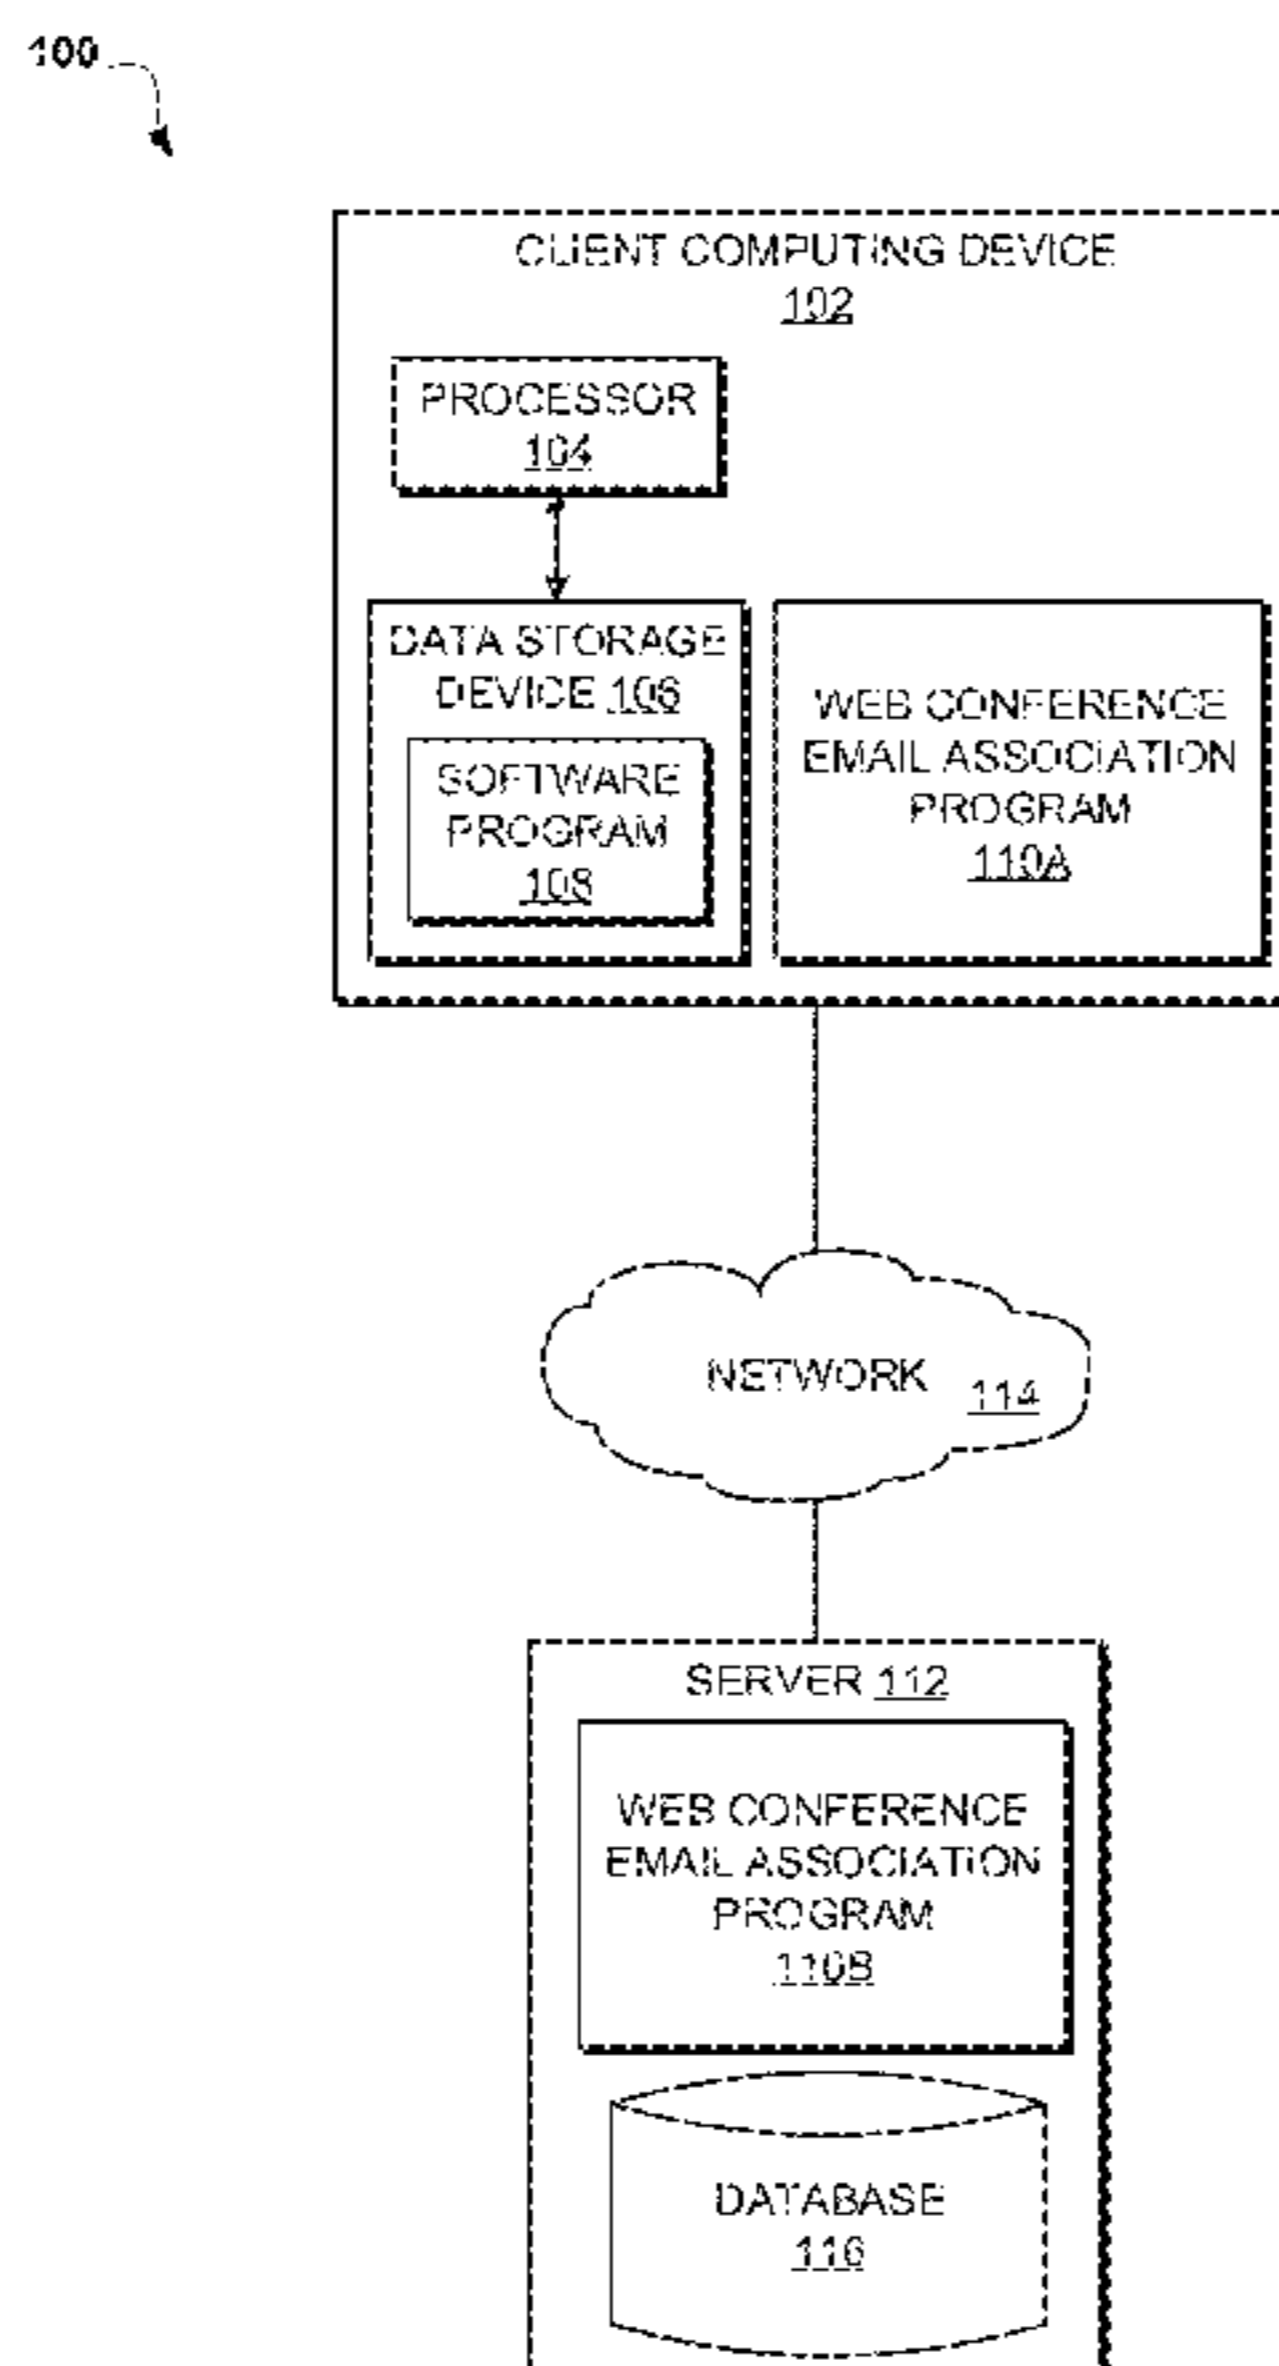 100
CLIENT COMPUTING DEVICE
102
PROCESSOR
104
DATA STORAGE
DEVICE 106
SOFTWARE
PROGRAM
108
WEB CONFERENCE
EMAIL ASSOCIATION
PROGRAM
110A
NETWORK 114
SERVER 112
WEB CONFERENCE
EMAIL ASSOCIATION
PROGRAM
110B
DATABASE
116